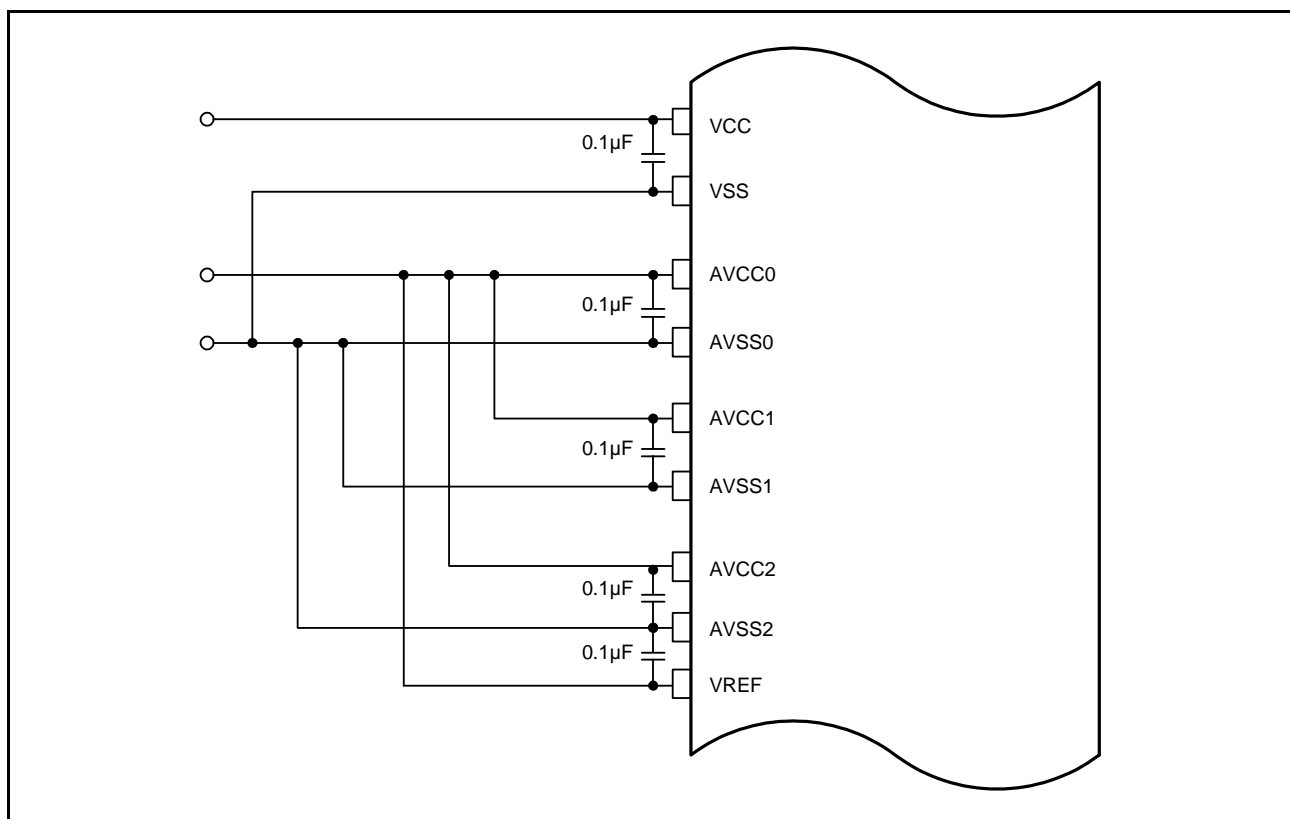 VCC
0.1µF
VSS
AVCC0
0.1µF
AVSS0
AVCC1
0.1µF
AVSS1
AVCC2
0.1µF
AVSS2
0.1µF
VREF